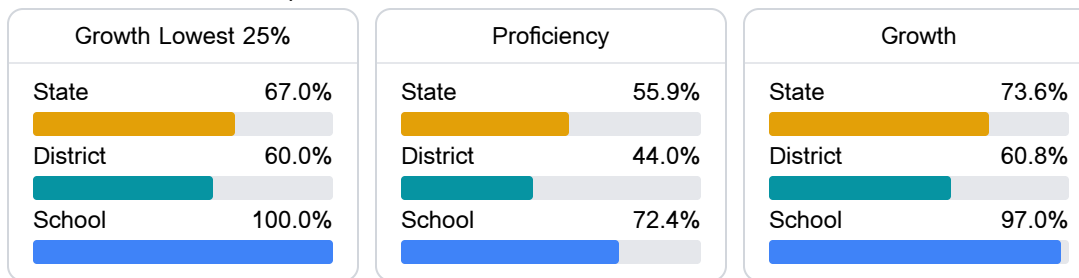 Growth Lowest 25%
State 67.0%
District 60.0%
School 100.0%
Proficiency
State 55.9%
District 44.0%
School 72.4%
Growth
State 73.6%
District 60.8%
School 97.0%